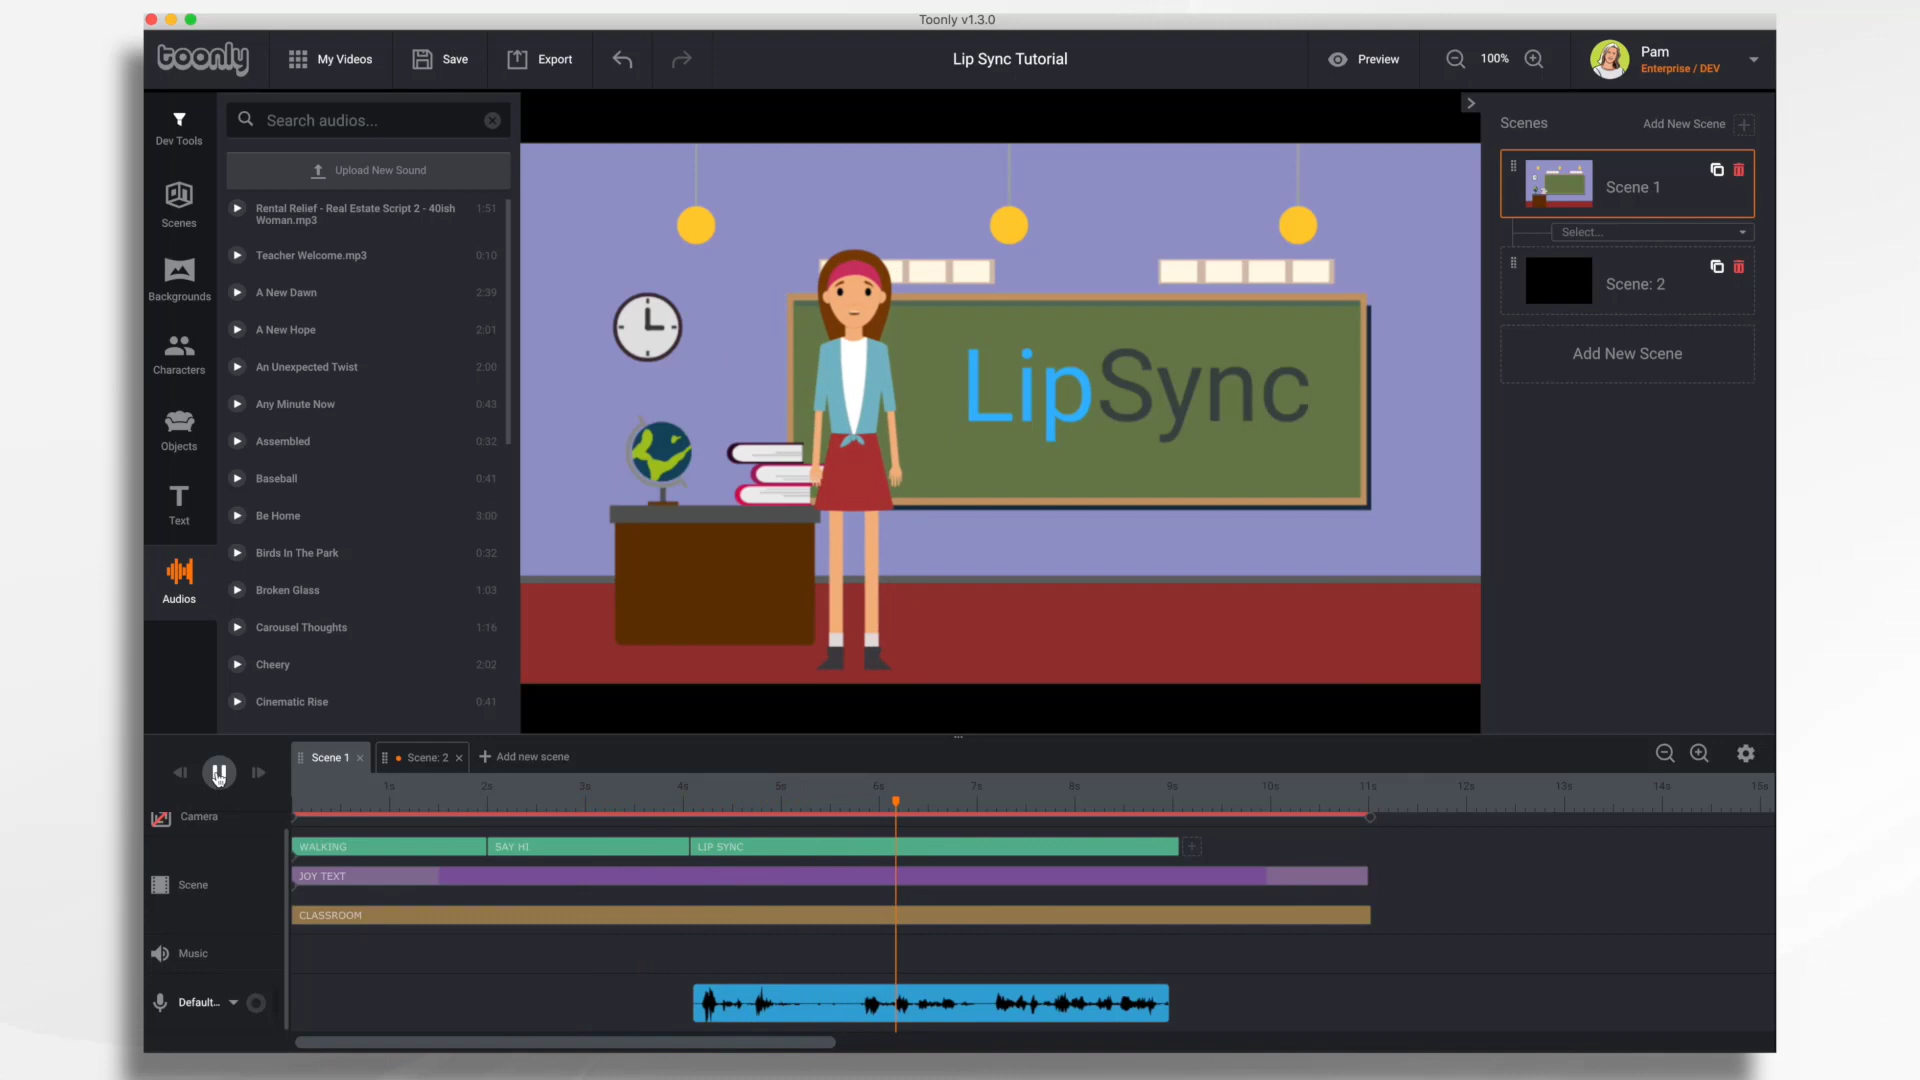 Toonly v1.3.0
toonly
My Videos
Save
Export
Lip Sync Tutorial
Preview
100%
Pam
Enterprise / DEV
Dev Tools
Scenes
Backgrounds
Characters
Objects
Text
Audios
Search audios...
Upload New Sound
Rental Relief - Real Estate Script 2 - 40ish
Woman.mp3
1:51
Teacher Welcome.mp3
0:10
A New Dawn
2:39
A New Hope
2:01
An Unexpected Twist
2:00
Any Minute Now
0:43
Assembled
0:32
Baseball
0:41
Be Home
3:00
Birds In The Park
0:32
Broken Glass
1:03
Carousel Thoughts
1:16
Cheery
2:02
Cinematic Rise
0:41
LipSync
Scenes
Add New Scene
Scene 1
Select...
Scene: 2
Add New Scene
Scene 1
Scene: 2
Add new scene
1s
2s
3s
4s
5s
6s
7s
8s
9s
10s
11s
12s
13s
14s
15s
Camera
WALKING
SAY HI
LIP SYNC
JOY TEXT
Scene
CLASSROOM
Music
Default...